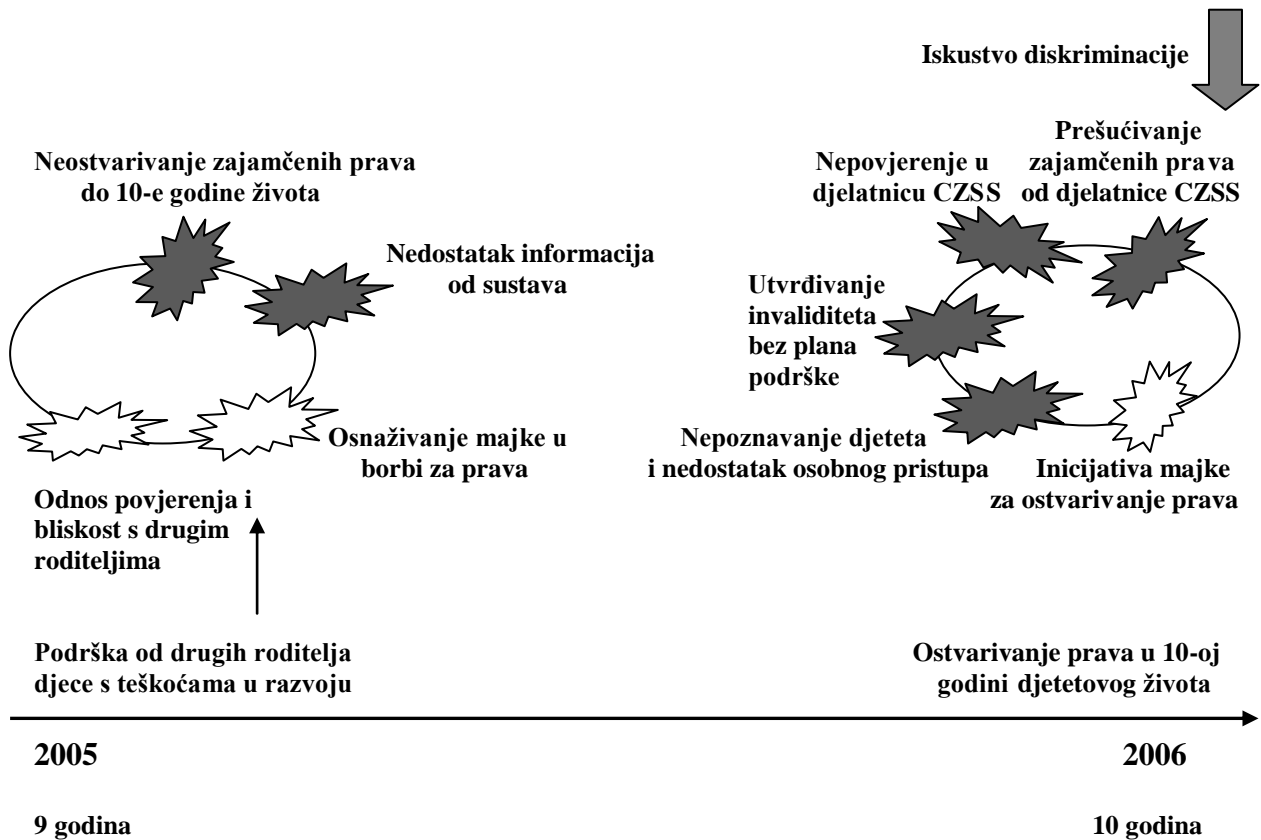 Iskustvo diskriminacije
Neostvarivanje zajamčenih prava
do 10-e godine života
Nedostatak informacija
od sustava
Osnaživanje majke u
borbi za prava
Odnos povjerenja i
bliskost s drugim
roditeljima
Podrška od drugih roditelja
djece s teškoćama u razvoju
Nepovjerenje u
djelatnicu CZSS
Prešućivanje
zajamčenih prava
od djelatnice CZSS
Utvrđivanje
invaliditeta
bez plana
podrške
Nepoznavanje djeteta
i nedostatak osobnog pristupa
Inicijativa majke
za ostvarivanje prava
Ostvarivanje prava u 10-oj
godini djetetovog života
2005
2006
9 godina
10 godina